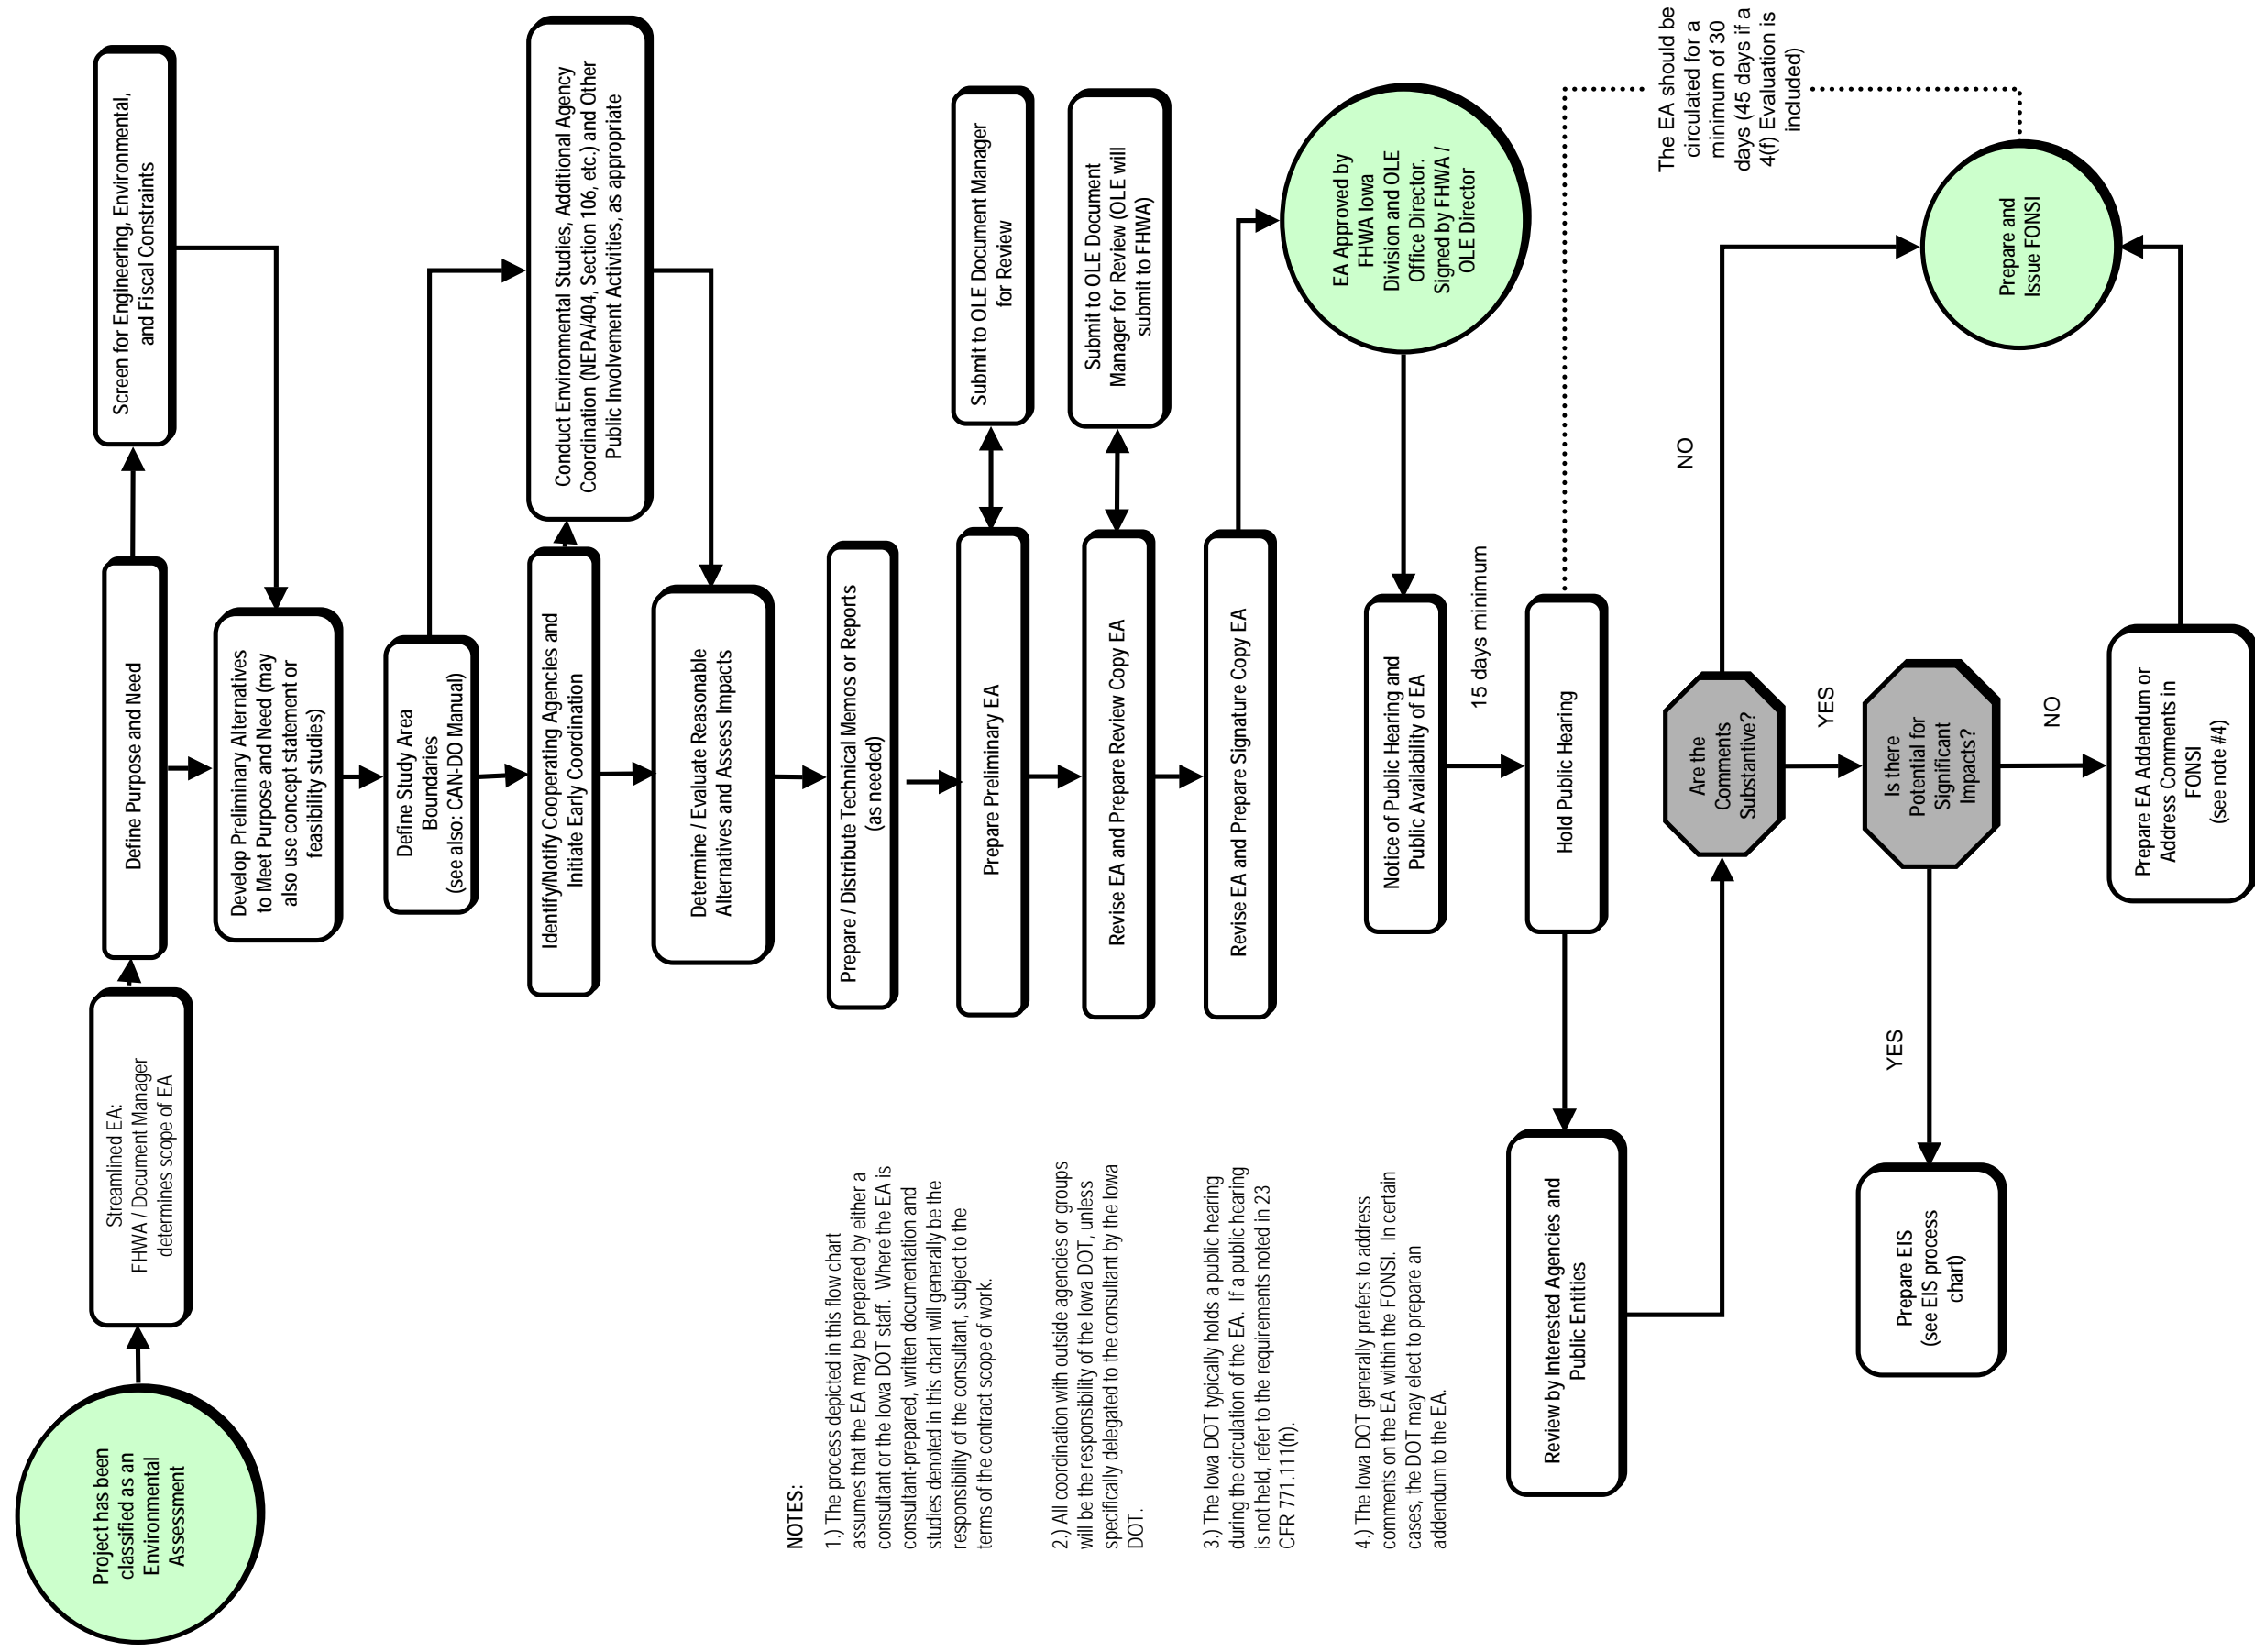 Project has been
classified as an
Environmental
Assessment
Streamlined EA:
FHWA / Document Manager
determines scope of EA
Define Purpose and Need
Screen for Engineering, Environmental,
and Fiscal Constraints
Develop Preliminary Alternatives
to Meet Purpose and Need (may
also use concept statement or
feasibility studies)
Define Study Area
Boundaries
(see also: CAN-DO Manual)
Identify/Notify Cooperating Agencies and
Initiate Early Coordination
Conduct Environmental Studies, Additional Agency
Coordination (NEPA/404, Section 106, etc.) and Other
Public Involvement Activities, as appropriate
Determine / Evaluate Reasonable
Alternatives and Assess Impacts
Prepare / Distribute Technical Memos or Reports
(as needed)
Prepare Preliminary EA
Submit to OLE Document Manager
for Review
Revise EA and Prepare Review Copy EA
Submit to OLE Document
Manager for Review (OLE will
submit to FHWA)
Revise EA and Prepare Signature Copy EA
EA Approved by
FHWA Iowa
Division and OLE
Office Director.
Signed by FHWA /
OLE Director
Notice of Public Hearing and
Public Availability of EA
15 days minimum
Hold Public Hearing
The EA should be
circulated for a
minimum of 30
days (45 days if a
4(f) Evaluation is
included)
Review by Interested Agencies and
Public Entities
Are the
Comments
Substantive?
NO
YES
Is there
Potential for
Significant
Impacts?
YES
NO
Prepare EIS
(see EIS process
chart)
Prepare and
Issue FONSI
Prepare EA Addendum or
Address Comments in
FONSI
(see note #4)
NOTES:
1.) The process depicted in this flow chart
assumes that the EA may be prepared by either a
consultant or the Iowa DOT staff.  Where the EA is
consultant-prepared, written documentation and
studies denoted in this chart will generally be the
responsibility of the consultant, subject to the
terms of the contract scope of work.
2.) All coordination with outside agencies or groups
will be the responsibility of the Iowa DOT, unless
specifically delegated to the consultant by the Iowa
DOT.
3.) The Iowa DOT typically holds a public hearing
during the circulation of the EA.  If a public hearing
is not held, refer to the requirements noted in 23
CFR 771.111(h).
4.) The Iowa DOT generally prefers to address
comments on the EA within the FONSI.  In certain
cases, the DOT may elect to prepare an
addendum to the EA.